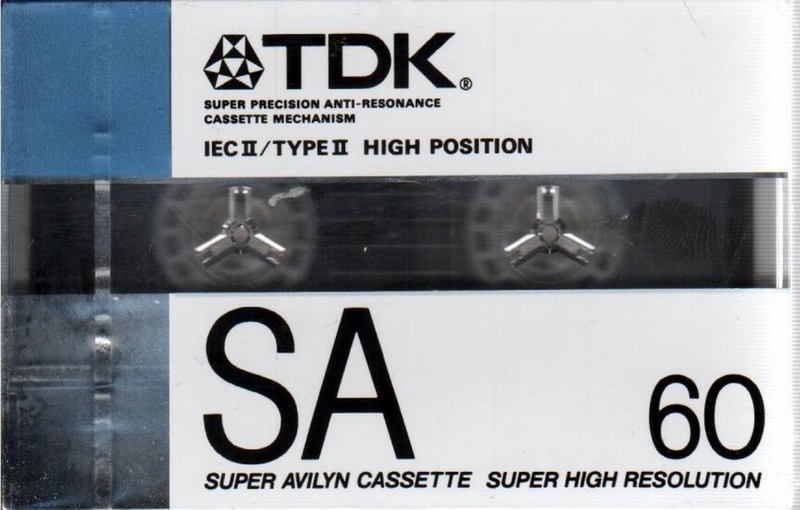 TDK®
SUPER PRECISION ANTI-RESONANCE
CASSETTE MECHANISM
IEC II/TYPE II HIGH POSITION
SA 60
SUPER AVILYN CASSETTE SUPER HIGH RESOLUTION